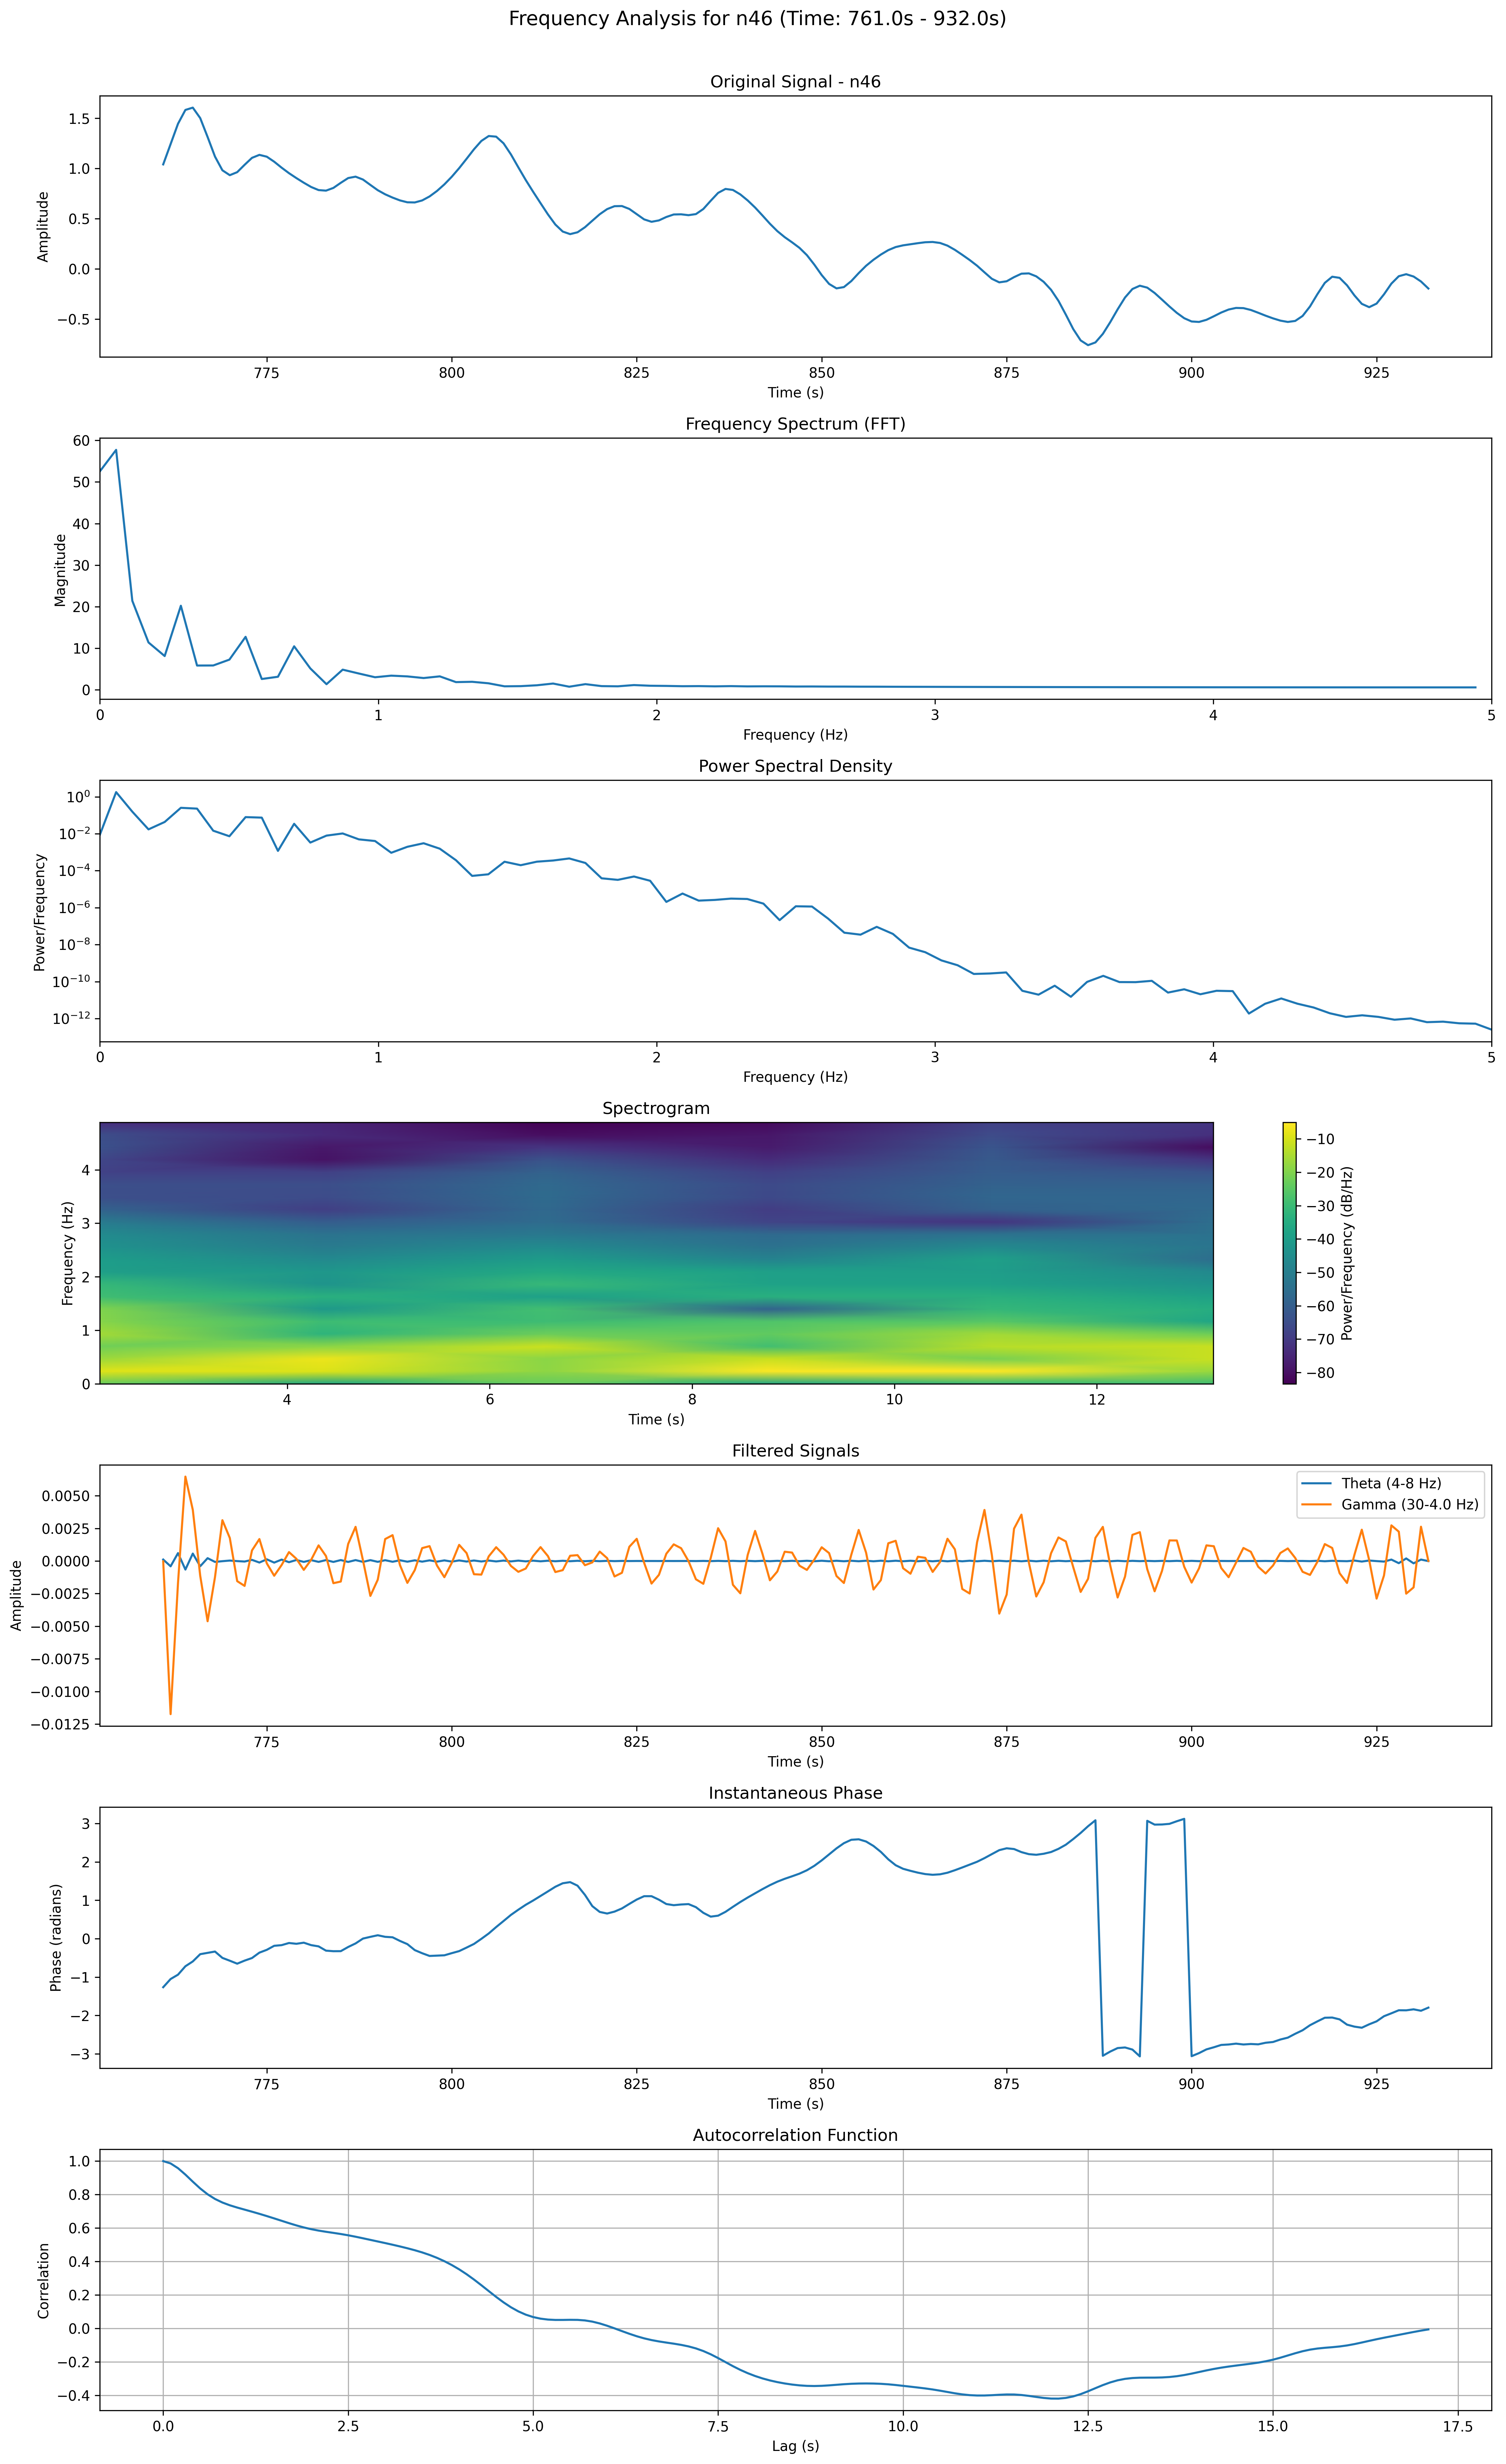 Frequency Analysis for n46 (Time: 761.0s - 932.0s)
Original Signal - n46
1.5
1.0
0.5
0.0
−0.5
Amplitude
775 800 825 850 875 900 925
Time (s)
Frequency Spectrum (FFT)
60
50
40
30
20
10
0
Magnitude
0 1 2 3 4 5
Frequency (Hz)
Power Spectral Density
10⁰
10⁻²
10⁻⁴
10⁻⁶
10⁻⁸
10⁻¹⁰
10⁻¹²
Power/Frequency
0 1 2 3 4 5
Frequency (Hz)
Spectrogram
4
3
2
1
0
Frequency (Hz)
4 6 8 10 12
Time (s)
−10
−20
−30
−40
−50
−60
−70
−80
Power/Frequency (dB/Hz)
Filtered Signals
0.0050
0.0025
0.0000
−0.0025
−0.0050
−0.0075
−0.0100
−0.0125
Amplitude
Theta (4-8 Hz)
Gamma (30-4.0 Hz)
775 800 825 850 875 900 925
Time (s)
Instantaneous Phase
3
2
1
0
−1
−2
−3
Phase (radians)
775 800 825 850 875 900 925
Time (s)
Autocorrelation Function
1.0
0.8
0.6
0.4
0.2
0.0
−0.2
−0.4
Correlation
0.0 2.5 5.0 7.5 10.0 12.5 15.0 17.5
Lag (s)